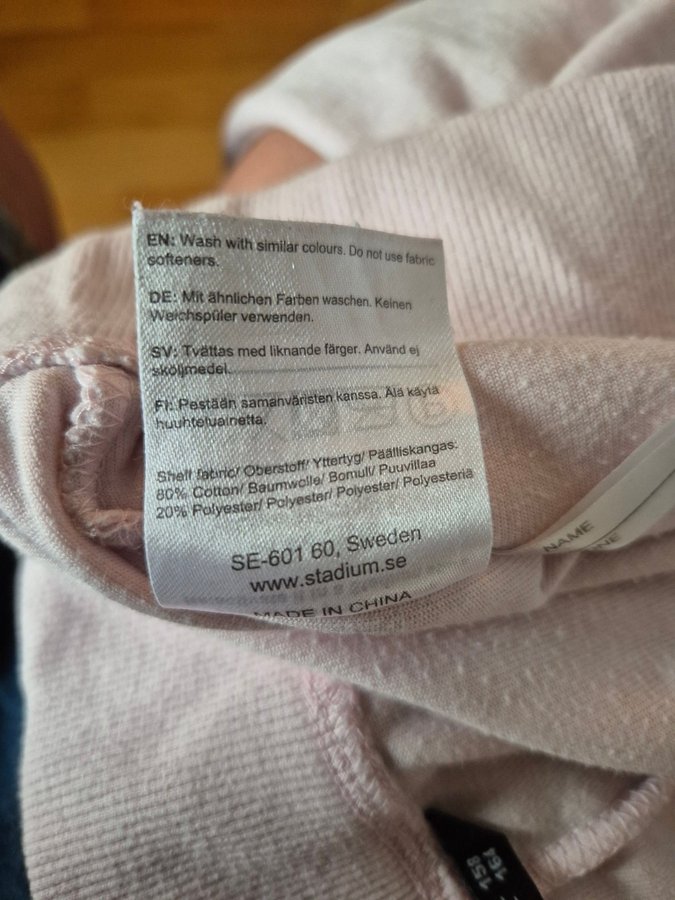 EN: Wash with similar colours. Do not use fabric
softeners.
DE: Mit ähnlichen Farben waschen. Keinen
Weichspüler verwenden.
SV: Tvättas med liknande färger. Använd ej
sköljmedel.
FI: Pestään samanväristen kanssa. Älä käytä
huuhteluainetta.
Shell fabric/ Oberstoff/ Yttertyg/ Päälliskangas:
80% Cotton/ Baumwolle/ Bomull/ Puuvillaa
20% Polyester/ Polyester/ Polyester/ Polyesteriä
SE-601 60, Sweden
www.stadium.se
MADE IN CHINA
NAME
158
164